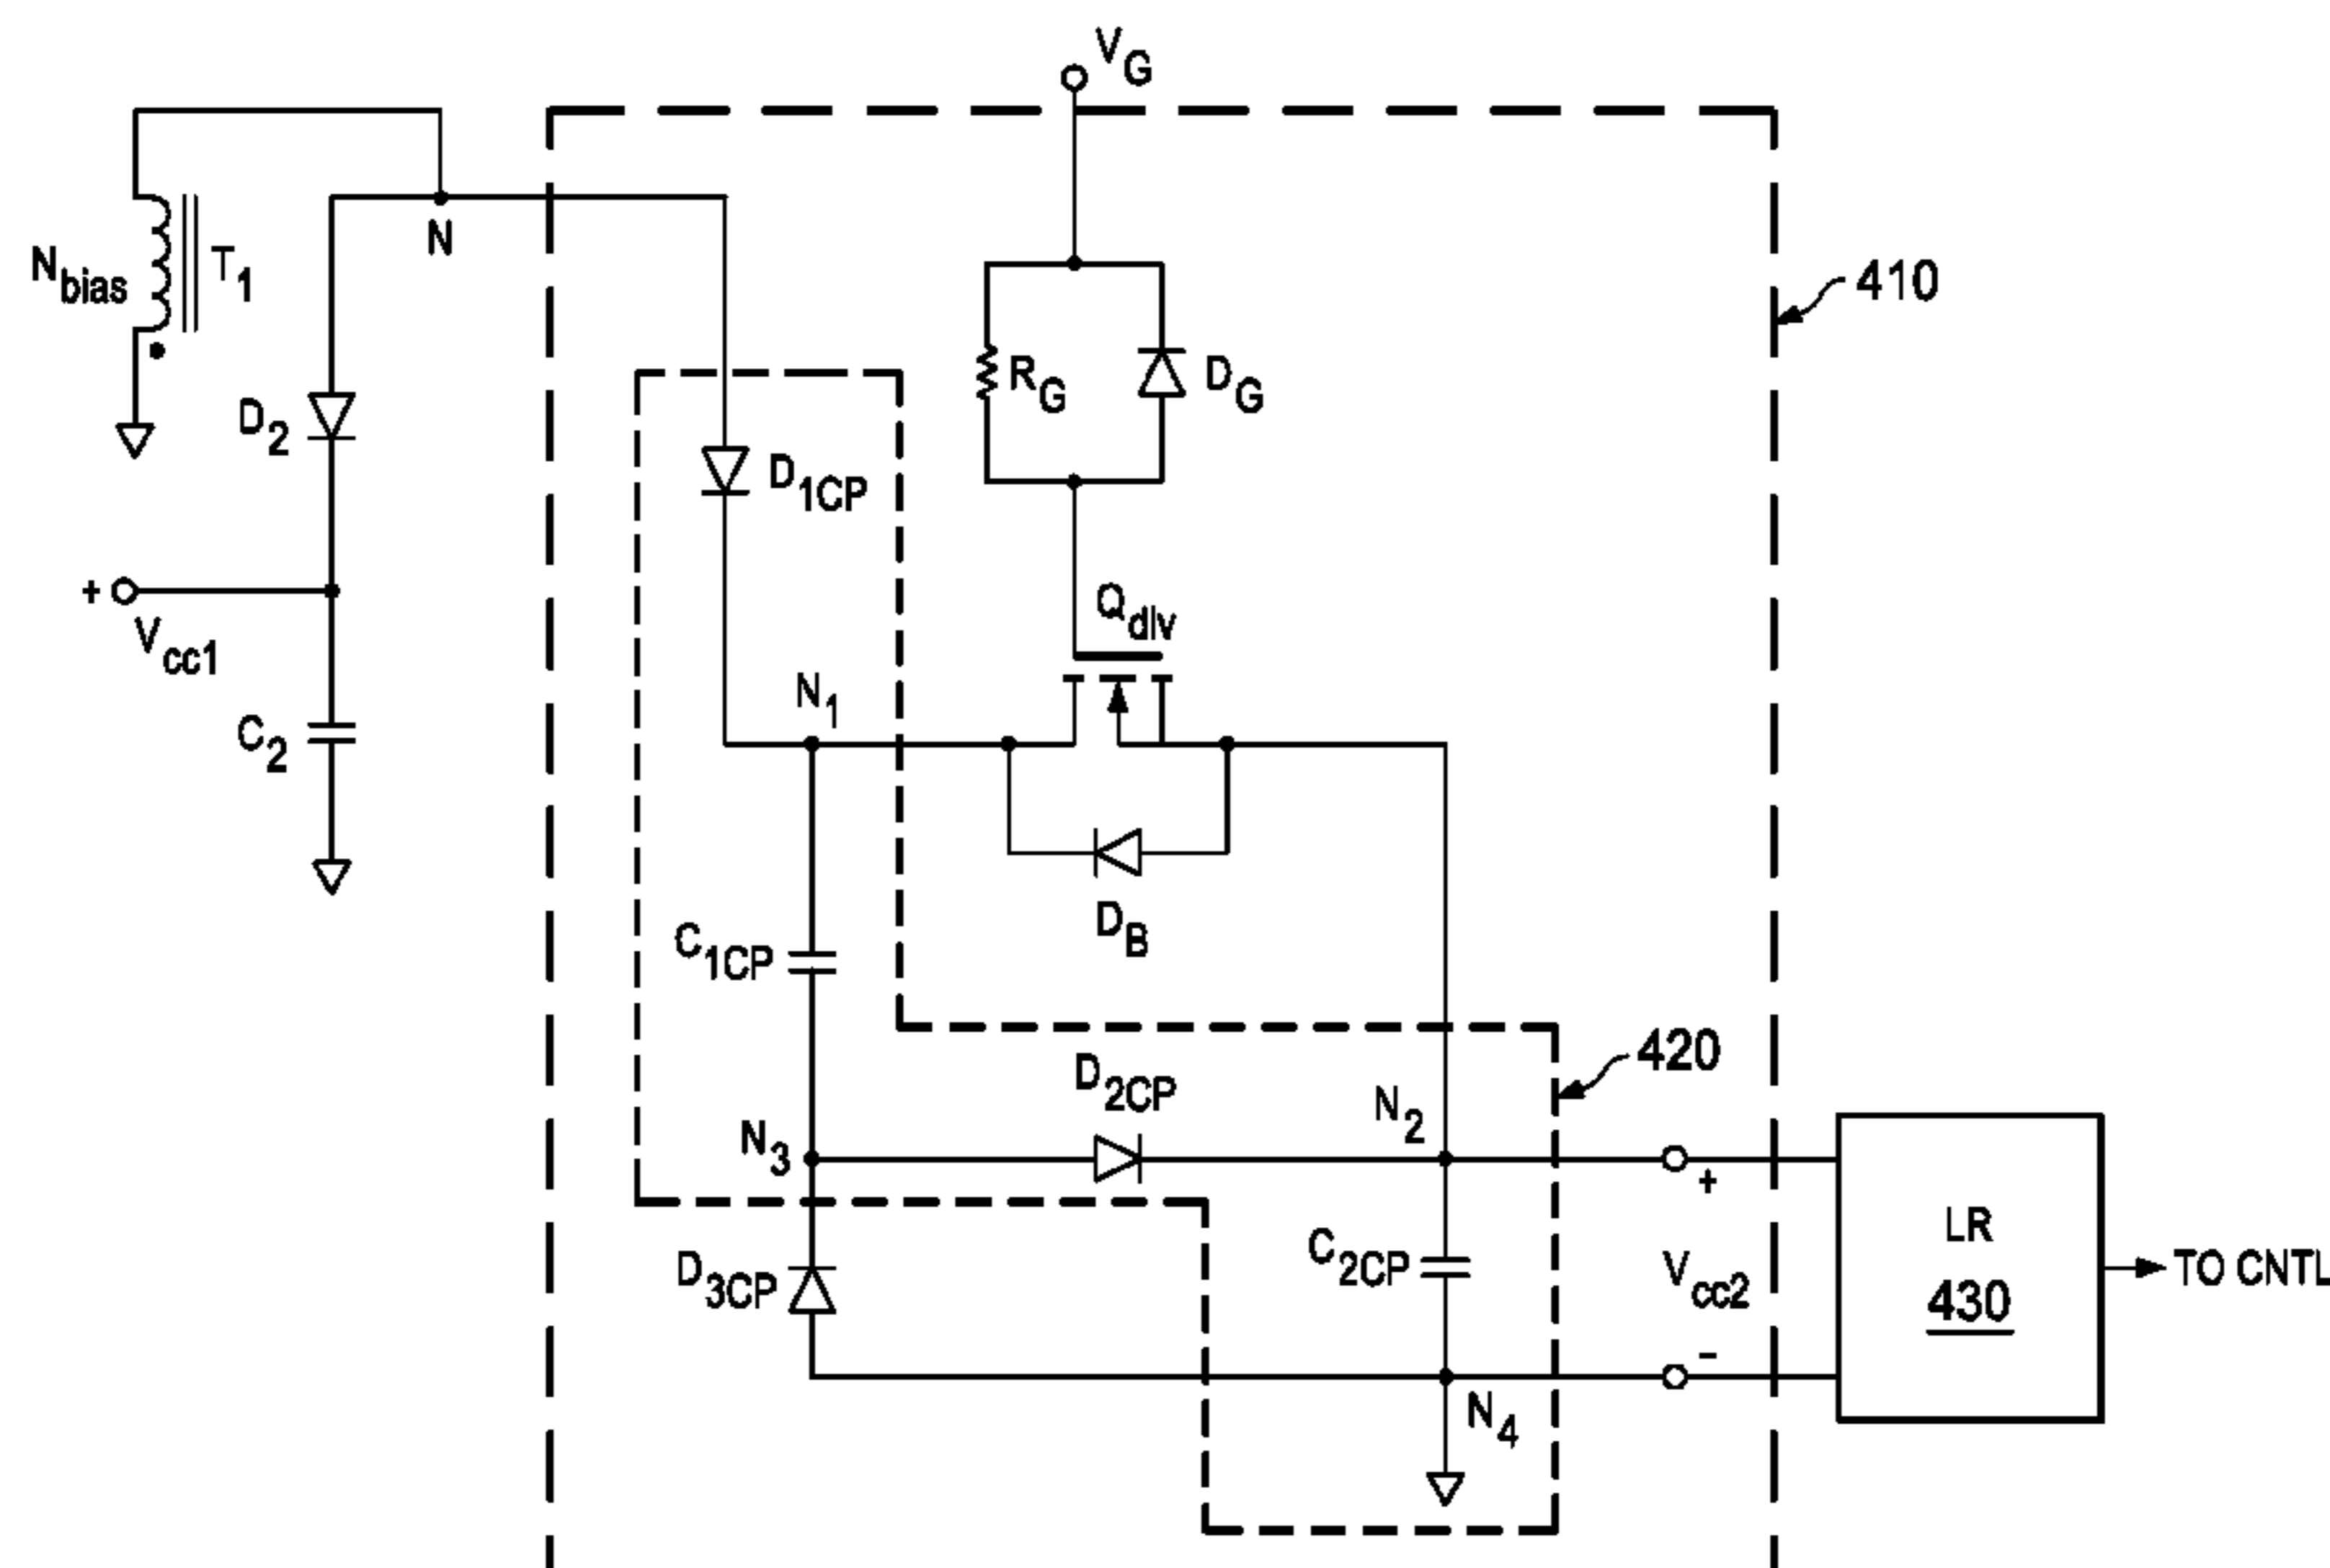 VG
410
N
Nbias
T1
RG
DG
D2
D1CP
Qdiv
+
Vcc1
N1
C2
DB
C1CP
420
D2CP
N2
N3
+
LR
D3CP
C2CP
Vcc2
430
TO CNTL
-
N4